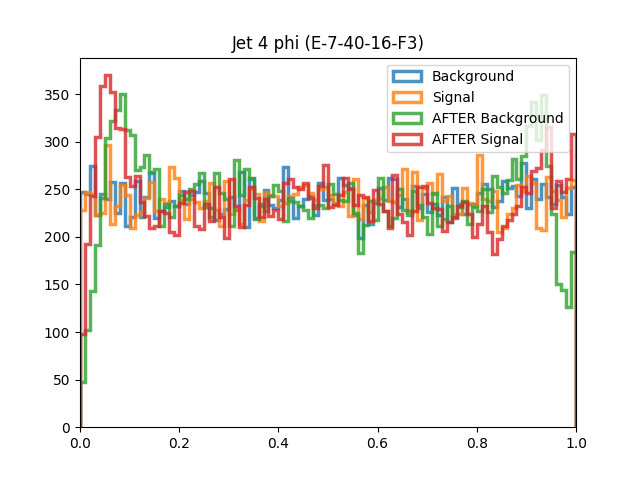 Jet 4 phi (E-7-40-16-F3)
Background
Signal
AFTER Background
AFTER Signal
350
300
250
200
150
100
50
0
0.0 0.2 0.4 0.6 0.8 1.0